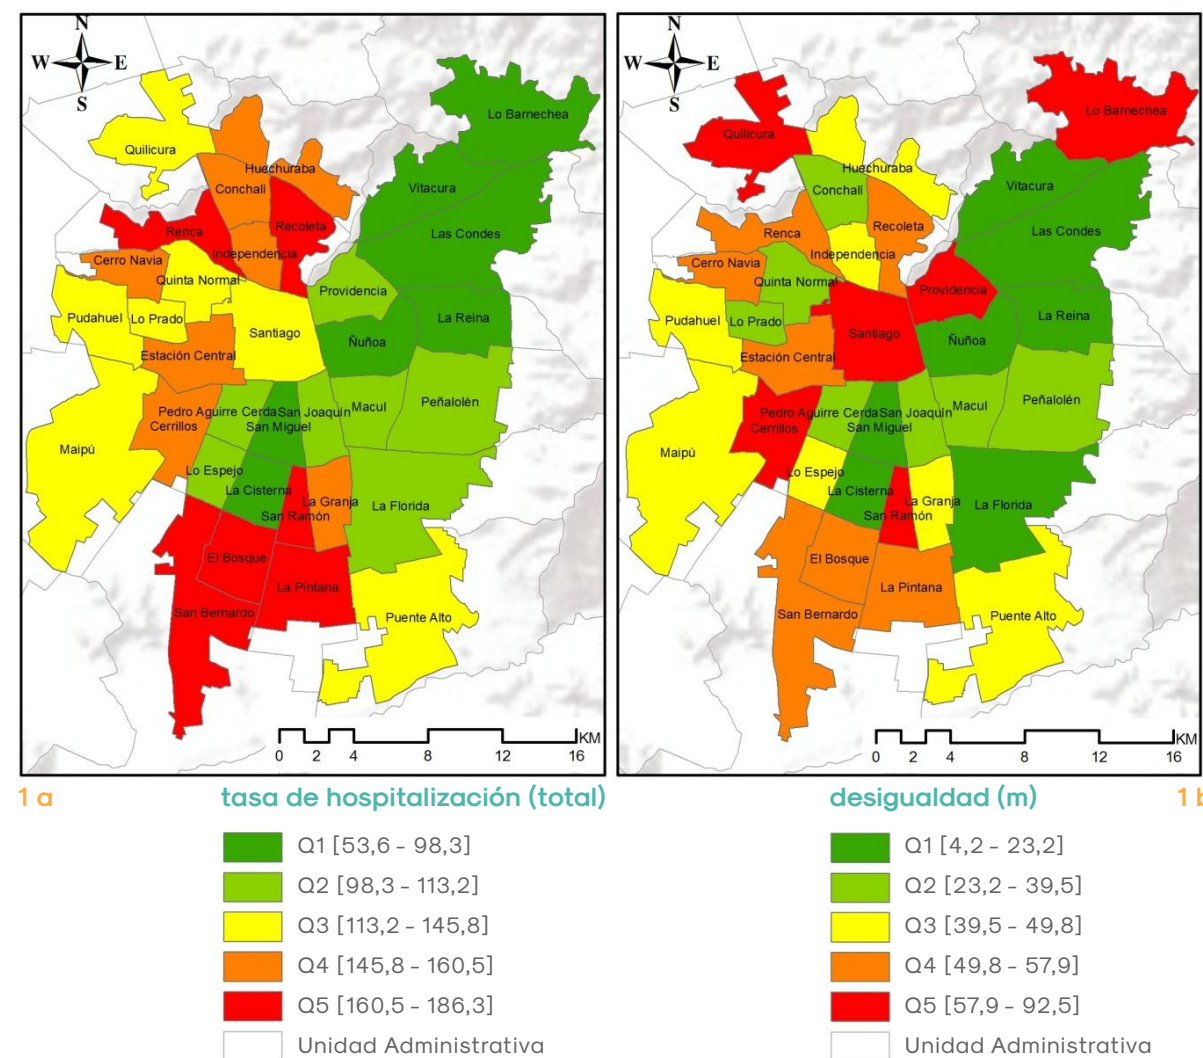 N
W E
S
Lo Barnechea
Quilicura
Huechuraba
Conchalí
Vitacura
Recoleta
Renca
Las Condes
Independencia
Cerro Navia
Quinta Normal
Providencia
Pudahuel
Lo Prado
La Reina
Santiago
Ñuñoa
Estación Central
Peñalolén
Macul
Pedro Aguirre Cerda
San Joaquín
Cerrillos
San Miguel
Maipú
Lo Espejo
La Cisterna
La Granja
La Florida
San Ramón
El Bosque
La Pintana
San Bernardo
Puente Alto
KM
0 2 4 8 12 16
N
W E
S
Lo Barnechea
Quilicura
Huechuraba
Conchalí
Vitacura
Recoleta
Renca
Las Condes
Independencia
Cerro Navia
Quinta Normal
Providencia
Pudahuel
Lo Prado
La Reina
Santiago
Ñuñoa
Estación Central
Peñalolén
Macul
Pedro Aguirre Cerda
San Joaquín
Cerrillos
San Miguel
Maipú
Lo Espejo
La Cisterna
La Granja
La Florida
San Ramón
El Bosque
La Pintana
San Bernardo
Puente Alto
KM
0 2 4 8 12 16
1 a
tasa de hospitalización (total)
Q1 [53,6 - 98,3]
Q2 [98,3 - 113,2]
Q3 [113,2 - 145,8]
Q4 [145,8 - 160,5]
Q5 [160,5 - 186,3]
Unidad Administrativa
desigualdad (m)
1 b
Q1 [4,2 - 23,2]
Q2 [23,2 - 39,5]
Q3 [39,5 - 49,8]
Q4 [49,8 - 57,9]
Q5 [57,9 - 92,5]
Unidad Administrativa